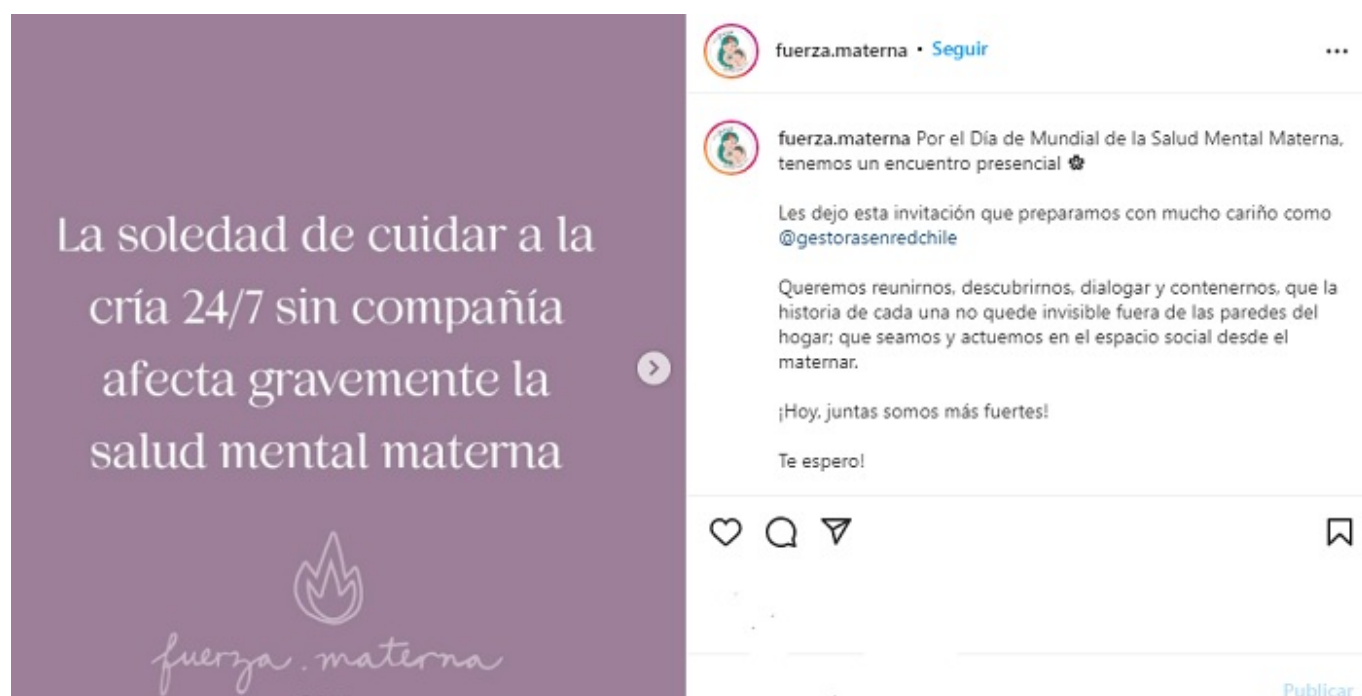 La soledad de cuidar a la
cría 24/7 sin compañía
afecta gravemente la
salud mental materna
fuerza.materna
fuerza.materna • Seguir
fuerza.materna Por el Día de Mundial de la Salud Mental Materna,
tenemos un encuentro presencial
Les dejo esta invitación que preparamos con mucho cariño como
@gestorasenredchile
Queremos reunirnos, descubrirnos, dialogar y contenernos, que la
historia de cada una no quede invisible fuera de las paredes del
hogar; que seamos y actuemos en el espacio social desde el
maternar.
¡Hoy, juntas somos más fuertes!
Te espero!
Publicar